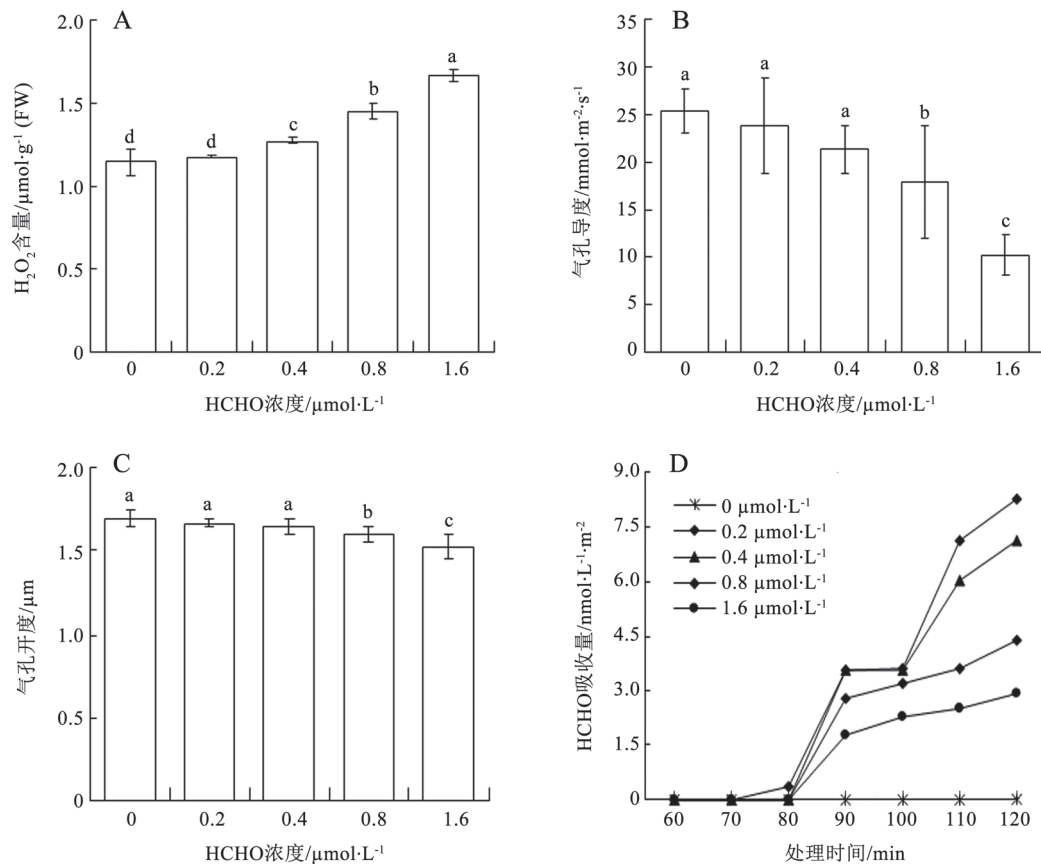 A
2.0
1.5
1.0
0.5
0
H₂O₂含量/μmol·g⁻¹ (FW)
d
d
c
b
a
0
0.2
0.4
0.8
1.6
HCHO浓度/μmol·L⁻¹
B
35
30
25
20
15
10
5
0
气孔导度/mmol·m⁻²·s⁻¹
a
a
a
b
c
0
0.2
0.4
0.8
1.6
HCHO浓度/μmol·L⁻¹
C
2.0
1.5
1.0
0.5
0
气孔开度/μm
a
a
a
b
c
0
0.2
0.4
0.8
1.6
HCHO浓度/μmol·L⁻¹
D
9.0
7.5
6.0
4.5
3.0
1.5
0
HCHO吸收量/nmol·L⁻¹·m⁻²
0 μmol·L⁻¹
0.2 μmol·L⁻¹
0.4 μmol·L⁻¹
0.8 μmol·L⁻¹
1.6 μmol·L⁻¹
60
70
80
90
100
110
120
处理时间/min